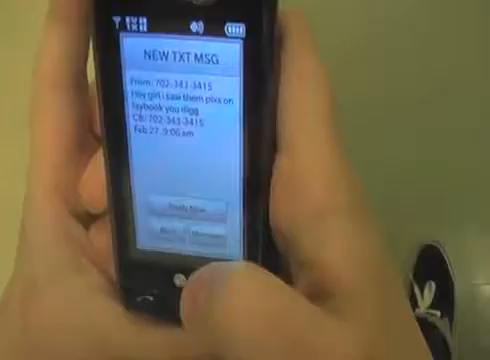 NEW TXT MSG
From: 702-343-3415
Hey girl i saw them pixs on
faybook you digg
CB: 702-343-3415
Feb 27, 9:06 am
Reply Now